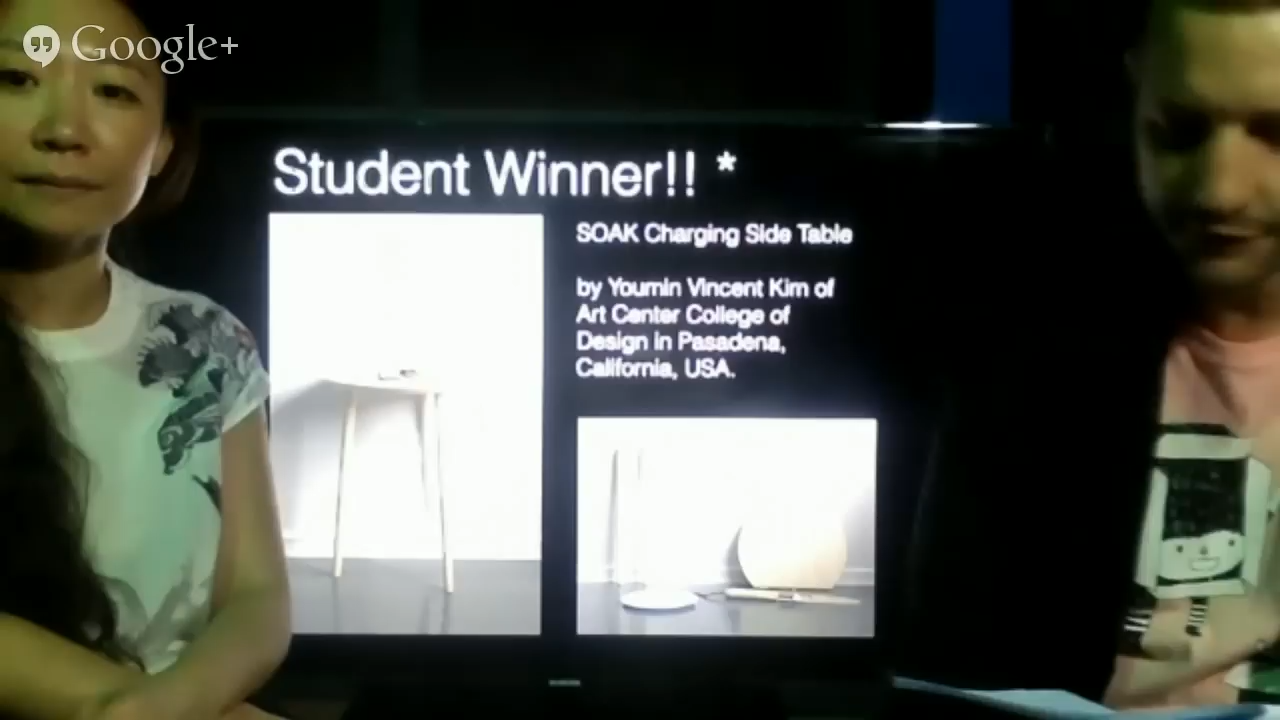 Google+
Student Winner!! *
SOAK Charging Side Table
by Youmin Vincent Kim of
Art Center College of
Design in Pasadena,
California, USA.